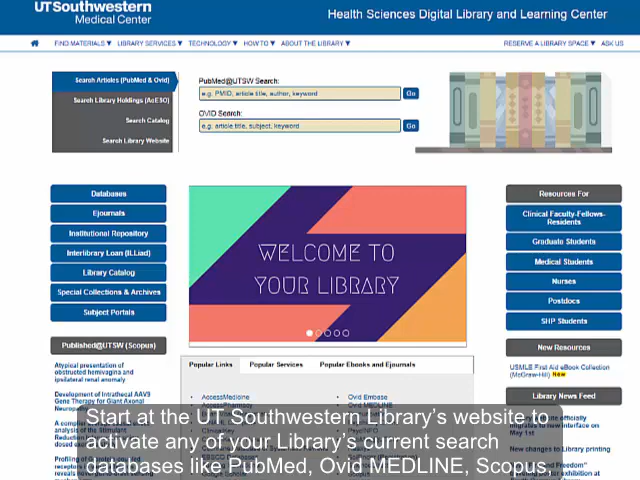 UTSouthwestern
Medical Center
Health Sciences Digital Library and Learning Center
FIND MATERIALS ▼ LIBRARY SERVICES ▼ TECHNOLOGY ▼ HOW TO ▼ ABOUT THE LIBRARY ▼
RESERVE A LIBRARY SPACE ▼ ASK US
Search Articles (PubMed & Ovid)
Search Library Holdings (AcESO)
Search Catalog
Search Library Website
PubMed@UTSW Search:
e.g. PMID, article title, author, keyword
Go
OVID Search:
e.g. article title, subject, keyword
Go
Databases
Ejournals
Institutional Repository
Interlibrary Loan (ILLiad)
Library Catalog
Special Collections & Archives
Subject Portals
WELCOME TO
YOUR LIBRARY
Resources For
Clinical Faculty-Fellows-
Residents
Graduate Students
Medical Students
Nurses
Postdocs
SHP Students
Published@UTSW (Scopus)
Atypical presentation of
obstructed hemivagina and
ipsilateral renal anomaly
Development of Intrathecal AAV9
Gene Therapy for Giant Axonal
Popular Links
Popular Services
Popular Ebooks and Ejournals
AccessMedicine
Ovid Embase
New Resources
USMLE First Aid eBook Collection
(McGraw-Hill) New
Library News Feed
Start at the UT Southwestern Library's website to
activate any of your Library's current search
databases like PubMed, Ovid MEDLINE, Scopus,